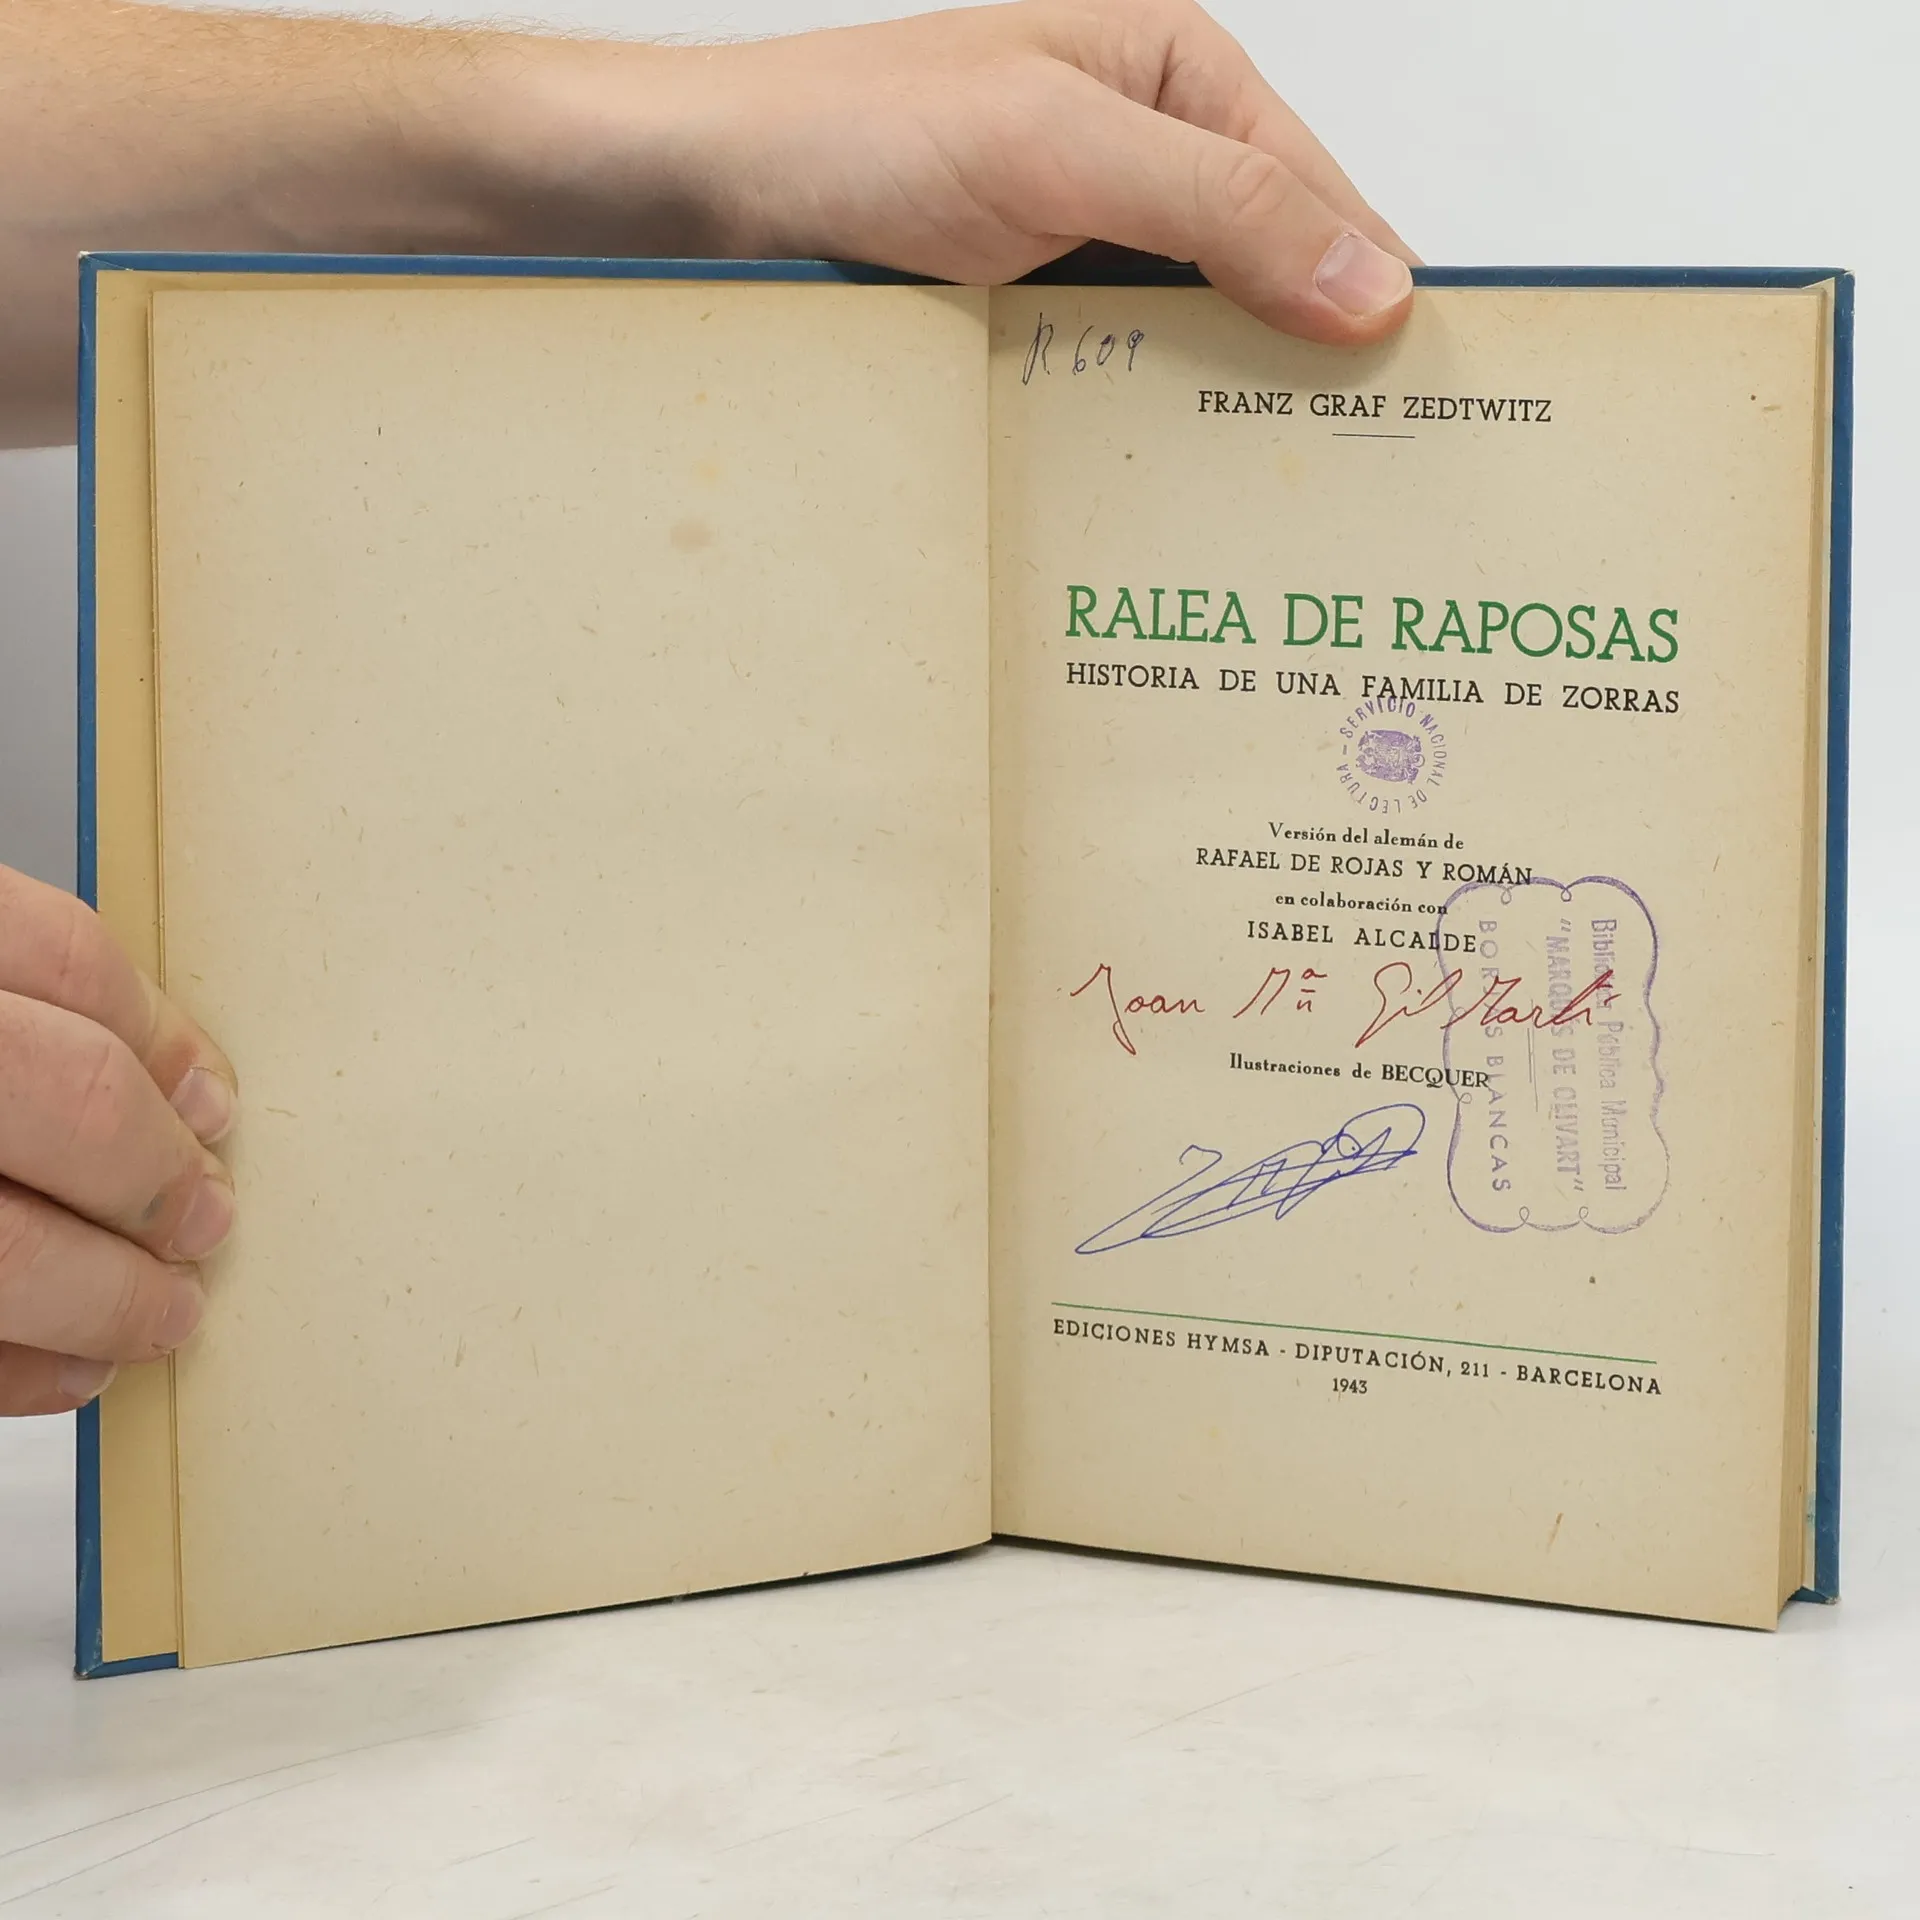 R 609
FRANZ GRAF ZEDTWITZ
RALEA DE RAPOSAS
HISTORIA DE UNA FAMILIA DE ZORRAS
SERVICIO NACIONAL DE LECTURA -
Versión del alemán de
RAFAEL DE ROJAS Y ROMÁN
en colaboración con
ISABEL ALCALDE
Joan Mª Gil Martí
Ilustraciones de BECQUER
Biblioteca Pública Municipal
"MARQUÉS DE OLIVART"
BORJAS BLANCAS
EDICIONES HYMSA - DIPUTACIÓN, 211 - BARCELONA
1943